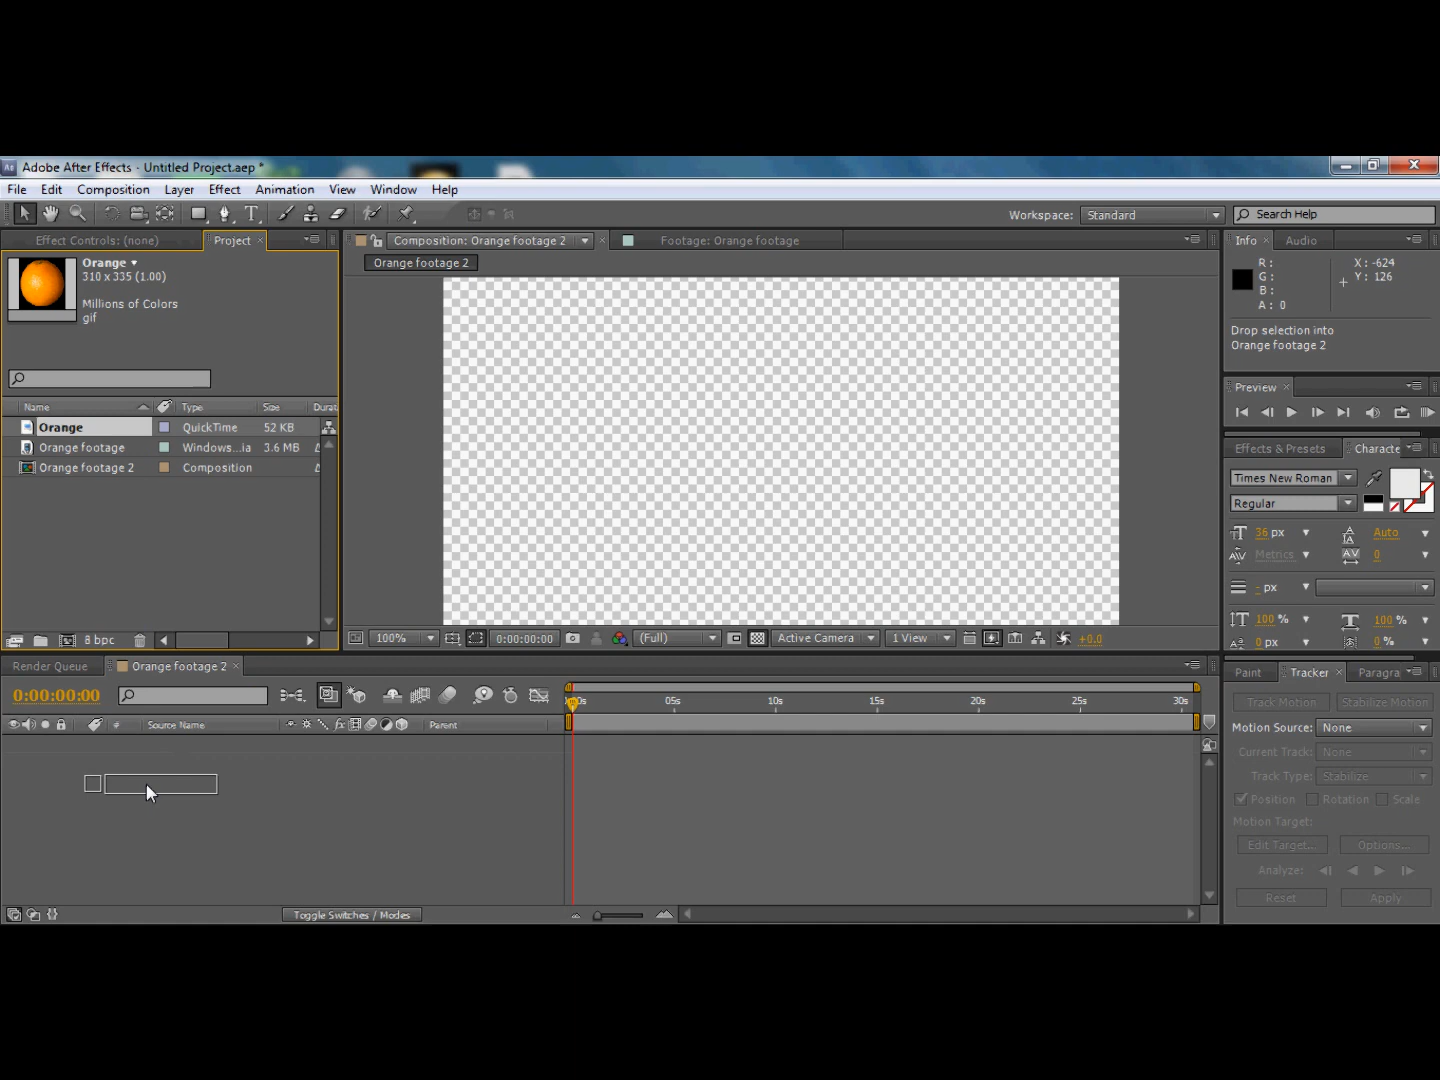 Adobe After Effects - Untitled Project.aep *
File Edit Composition Layer Effect Animation View Window Help
Workspace: Standard Search Help
Effect Controls: (none) Project Composition: Orange footage 2 Footage: Orange footage Info Audio
Orange
310 x 335 (1.00)
Millions of Colors
gif
Orange footage 2
R :
G :
B :
A : 0
X : -624
Y : 126
Drop selection into
Orange footage 2
Preview
Name Type Size Durat
Orange QuickTime 52 KB
Orange footage Windows...ia 3.6 MB
Orange footage 2 Composition
Effects & Presets Characte
Times New Roman
Regular
36 px Auto
Metrics 0
- px
100 % 100 %
0 px 0 %
8 bpc
100% 0:00:00:00 (Full) Active Camera 1 View +0.0
Render Queue Orange footage 2
0:00:00:00
# Source Name Parent
05s 10s 15s 20s 25s 30s
Toggle Switches / Modes
Paint Tracker Paragra
Track Motion Stabilize Motion
Motion Source: None
Current Track: None
Track Type: Stabilize
Position Rotation Scale
Motion Target:
Edit Target... Options...
Analyze:
Reset Apply